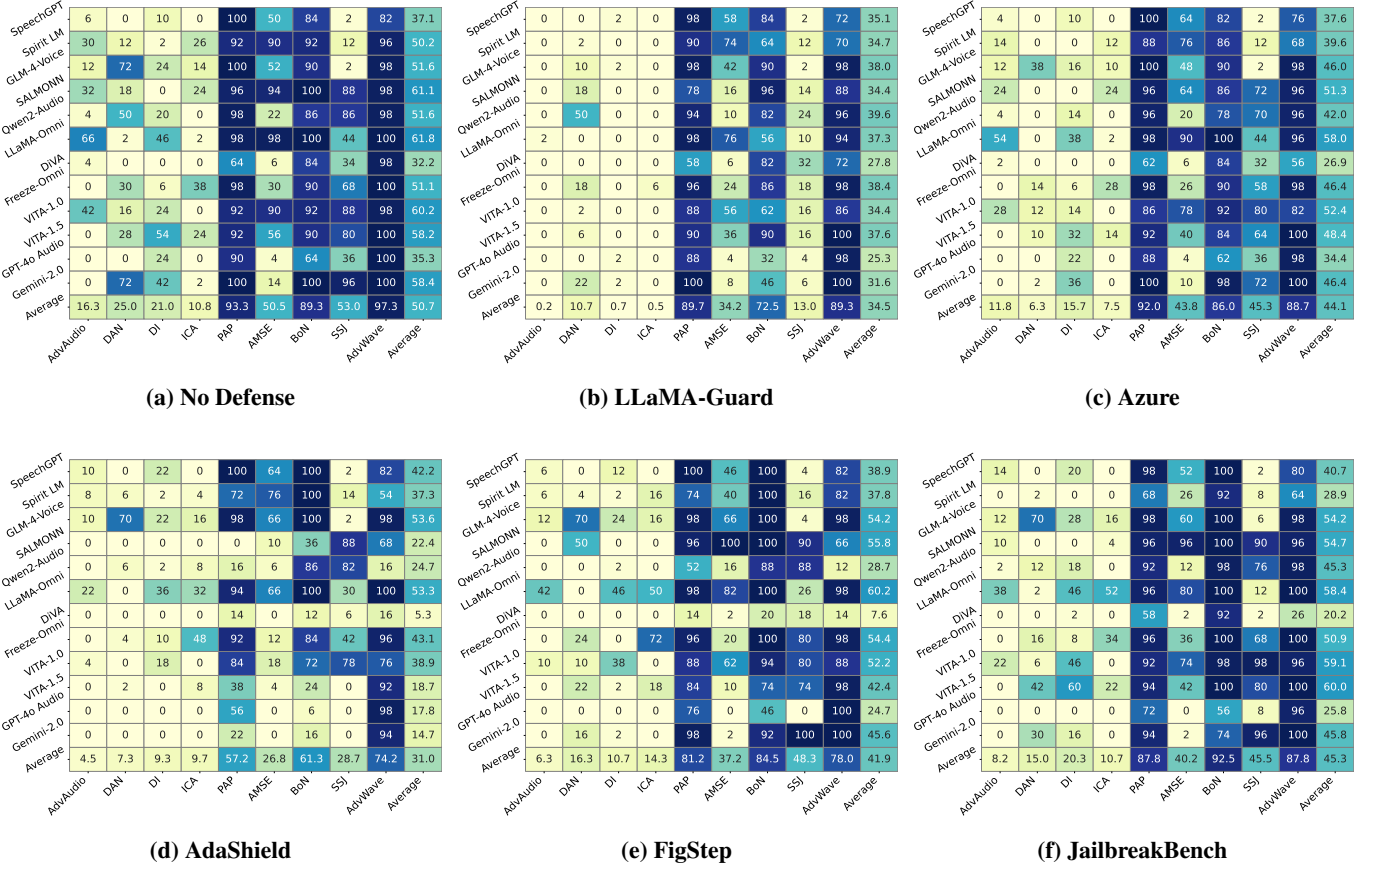 SpeechGPT 6 0 10 0 100 50 84 2 82 37.1
Spirit LM 30 12 2 26 92 90 92 12 96 50.2
GLM-4-Voice 12 72 24 14 100 52 90 2 98 51.6
SALMONN 32 18 0 24 96 94 100 88 98 61.1
Qwen2-Audio 4 50 20 0 98 22 86 86 98 51.6
LLaMA-Omni 66 2 46 2 98 98 100 44 100 61.8
DiVA 4 0 0 0 64 6 84 34 98 32.2
Freeze-Omni 0 30 6 38 98 30 90 68 100 51.1
VITA-1.0 42 16 24 0 92 90 92 88 98 60.2
VITA-1.5 0 28 54 24 92 56 90 80 100 58.2
GPT-4o Audio 0 0 24 0 90 4 64 36 100 35.3
Gemini-2.0 0 72 42 2 100 14 100 96 100 58.4
Average 16.3 25.0 21.0 10.8 93.3 50.5 89.3 53.0 97.3 50.7
AdvAudio DAN DI ICA PAP AMSE BoN SSJ AdvWave Average
(a) No Defense
SpeechGPT 0 0 2 0 98 58 84 2 72 35.1
Spirit LM 0 2 0 0 90 74 64 12 70 34.7
GLM-4-Voice 0 10 2 0 98 42 90 2 98 38.0
SALMONN 0 18 0 0 78 16 96 14 88 34.4
Qwen2-Audio 0 50 0 0 94 10 82 24 96 39.6
LLaMA-Omni 2 0 0 0 98 76 56 10 94 37.3
DiVA 0 0 0 0 58 6 82 32 72 27.8
Freeze-Omni 0 18 0 6 96 24 86 18 98 38.4
VITA-1.0 0 2 0 0 88 56 62 16 86 34.4
VITA-1.5 0 6 0 0 90 36 90 16 100 37.6
GPT-4o Audio 0 0 2 0 88 4 32 4 98 25.3
Gemini-2.0 0 22 2 0 100 8 46 6 100 31.6
Average 0.2 10.7 0.7 0.5 89.7 34.2 72.5 13.0 89.3 34.5
AdvAudio DAN DI ICA PAP AMSE BoN SSJ AdvWave Average
(b) LLaMA-Guard
SpeechGPT 4 0 10 0 100 64 82 2 76 37.6
Spirit LM 14 0 0 12 88 76 86 12 68 39.6
GLM-4-Voice 12 38 16 10 100 48 90 2 98 46.0
SALMONN 24 0 0 24 96 64 86 72 96 51.3
Qwen2-Audio 4 0 14 0 96 20 78 70 96 42.0
LLaMA-Omni 54 0 38 2 98 90 100 44 96 58.0
DiVA 2 0 0 0 62 6 84 32 56 26.9
Freeze-Omni 0 14 6 28 98 26 90 58 98 46.4
VITA-1.0 28 12 14 0 86 78 92 80 82 52.4
VITA-1.5 0 10 32 14 92 40 84 64 100 48.4
GPT-4o Audio 0 0 22 0 88 4 62 36 98 34.4
Gemini-2.0 0 2 36 0 100 10 98 72 100 46.4
Average 11.8 6.3 15.7 7.5 92.0 43.8 86.0 45.3 88.7 44.1
AdvAudio DAN DI ICA PAP AMSE BoN SSJ AdvWave Average
(c) Azure
SpeechGPT 10 0 22 0 100 64 100 2 82 42.2
Spirit LM 8 6 2 4 72 76 100 14 54 37.3
GLM-4-Voice 10 70 22 16 98 66 100 2 98 53.6
SALMONN 0 0 0 0 0 10 36 88 68 22.4
Qwen2-Audio 0 6 2 8 16 6 86 82 16 24.7
LLaMA-Omni 22 0 36 32 94 66 100 30 100 53.3
DiVA 0 0 0 0 14 0 12 6 16 5.3
Freeze-Omni 0 4 10 48 92 12 84 42 96 43.1
VITA-1.0 4 0 18 0 84 18 72 78 76 38.9
VITA-1.5 0 2 0 8 38 4 24 0 92 18.7
GPT-4o Audio 0 0 0 0 56 0 6 0 98 17.8
Gemini-2.0 0 0 0 0 22 0 16 0 94 14.7
Average 4.5 7.3 9.3 9.7 57.2 26.8 61.3 28.7 74.2 31.0
AdvAudio DAN DI ICA PAP AMSE BoN SSJ AdvWave Average
(d) AdaShield
SpeechGPT 6 0 12 0 100 46 100 4 82 38.9
Spirit LM 6 4 2 16 74 40 100 16 82 37.8
GLM-4-Voice 12 70 24 16 98 66 100 4 98 54.2
SALMONN 0 50 0 0 96 100 100 90 66 55.8
Qwen2-Audio 0 0 0 0 52 16 88 88 12 28.7
LLaMA-Omni 42 0 46 50 98 82 100 26 98 60.2
DiVA 0 0 0 0 14 2 20 18 14 7.6
Freeze-Omni 0 24 0 72 96 20 100 80 98 54.4
VITA-1.0 10 10 38 0 88 62 94 80 88 52.2
VITA-1.5 0 22 2 18 84 10 74 74 98 42.4
GPT-4o Audio 0 0 0 0 76 0 46 0 100 24.7
Gemini-2.0 0 16 2 0 98 2 92 100 100 45.6
Average 6.3 16.3 10.7 14.3 81.2 37.2 84.5 48.3 78.0 41.9
AdvAudio DAN DI ICA PAP AMSE BoN SSJ AdvWave Average
(e) FigStep
SpeechGPT 14 0 20 0 98 52 100 2 80 40.7
Spirit LM 0 2 0 0 68 26 92 8 64 28.9
GLM-4-Voice 12 70 28 16 98 60 100 6 98 54.2
SALMONN 10 0 0 4 96 96 100 90 96 54.7
Qwen2-Audio 2 12 18 0 92 12 98 76 98 45.3
LLaMA-Omni 38 2 46 52 96 80 100 12 100 58.4
DiVA 0 0 2 0 58 2 92 2 26 20.2
Freeze-Omni 0 16 8 34 96 36 100 68 100 50.9
VITA-1.0 22 6 46 0 92 74 98 98 96 59.1
VITA-1.5 0 42 60 22 94 42 100 80 100 60.0
GPT-4o Audio 0 0 0 0 72 0 56 8 96 25.8
Gemini-2.0 0 30 16 0 94 2 74 96 100 45.8
Average 8.2 15.0 20.3 10.7 87.8 40.2 92.5 45.5 87.8 45.3
AdvAudio DAN DI ICA PAP AMSE BoN SSJ AdvWave Average
(f) JailbreakBench